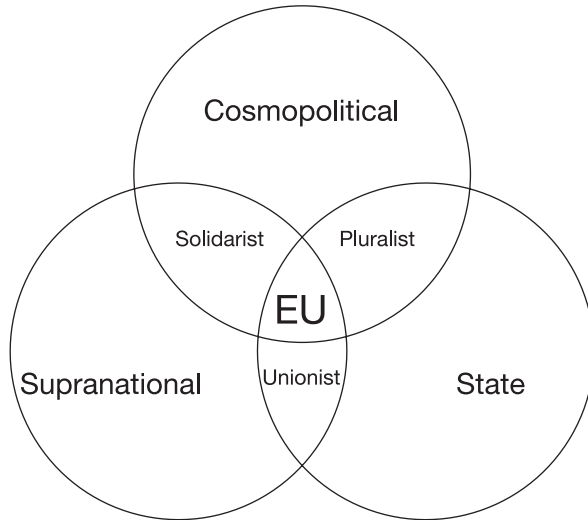 Cosmopolitical
Solidarist
Pluralist
EU
Unionist
Supranational
State